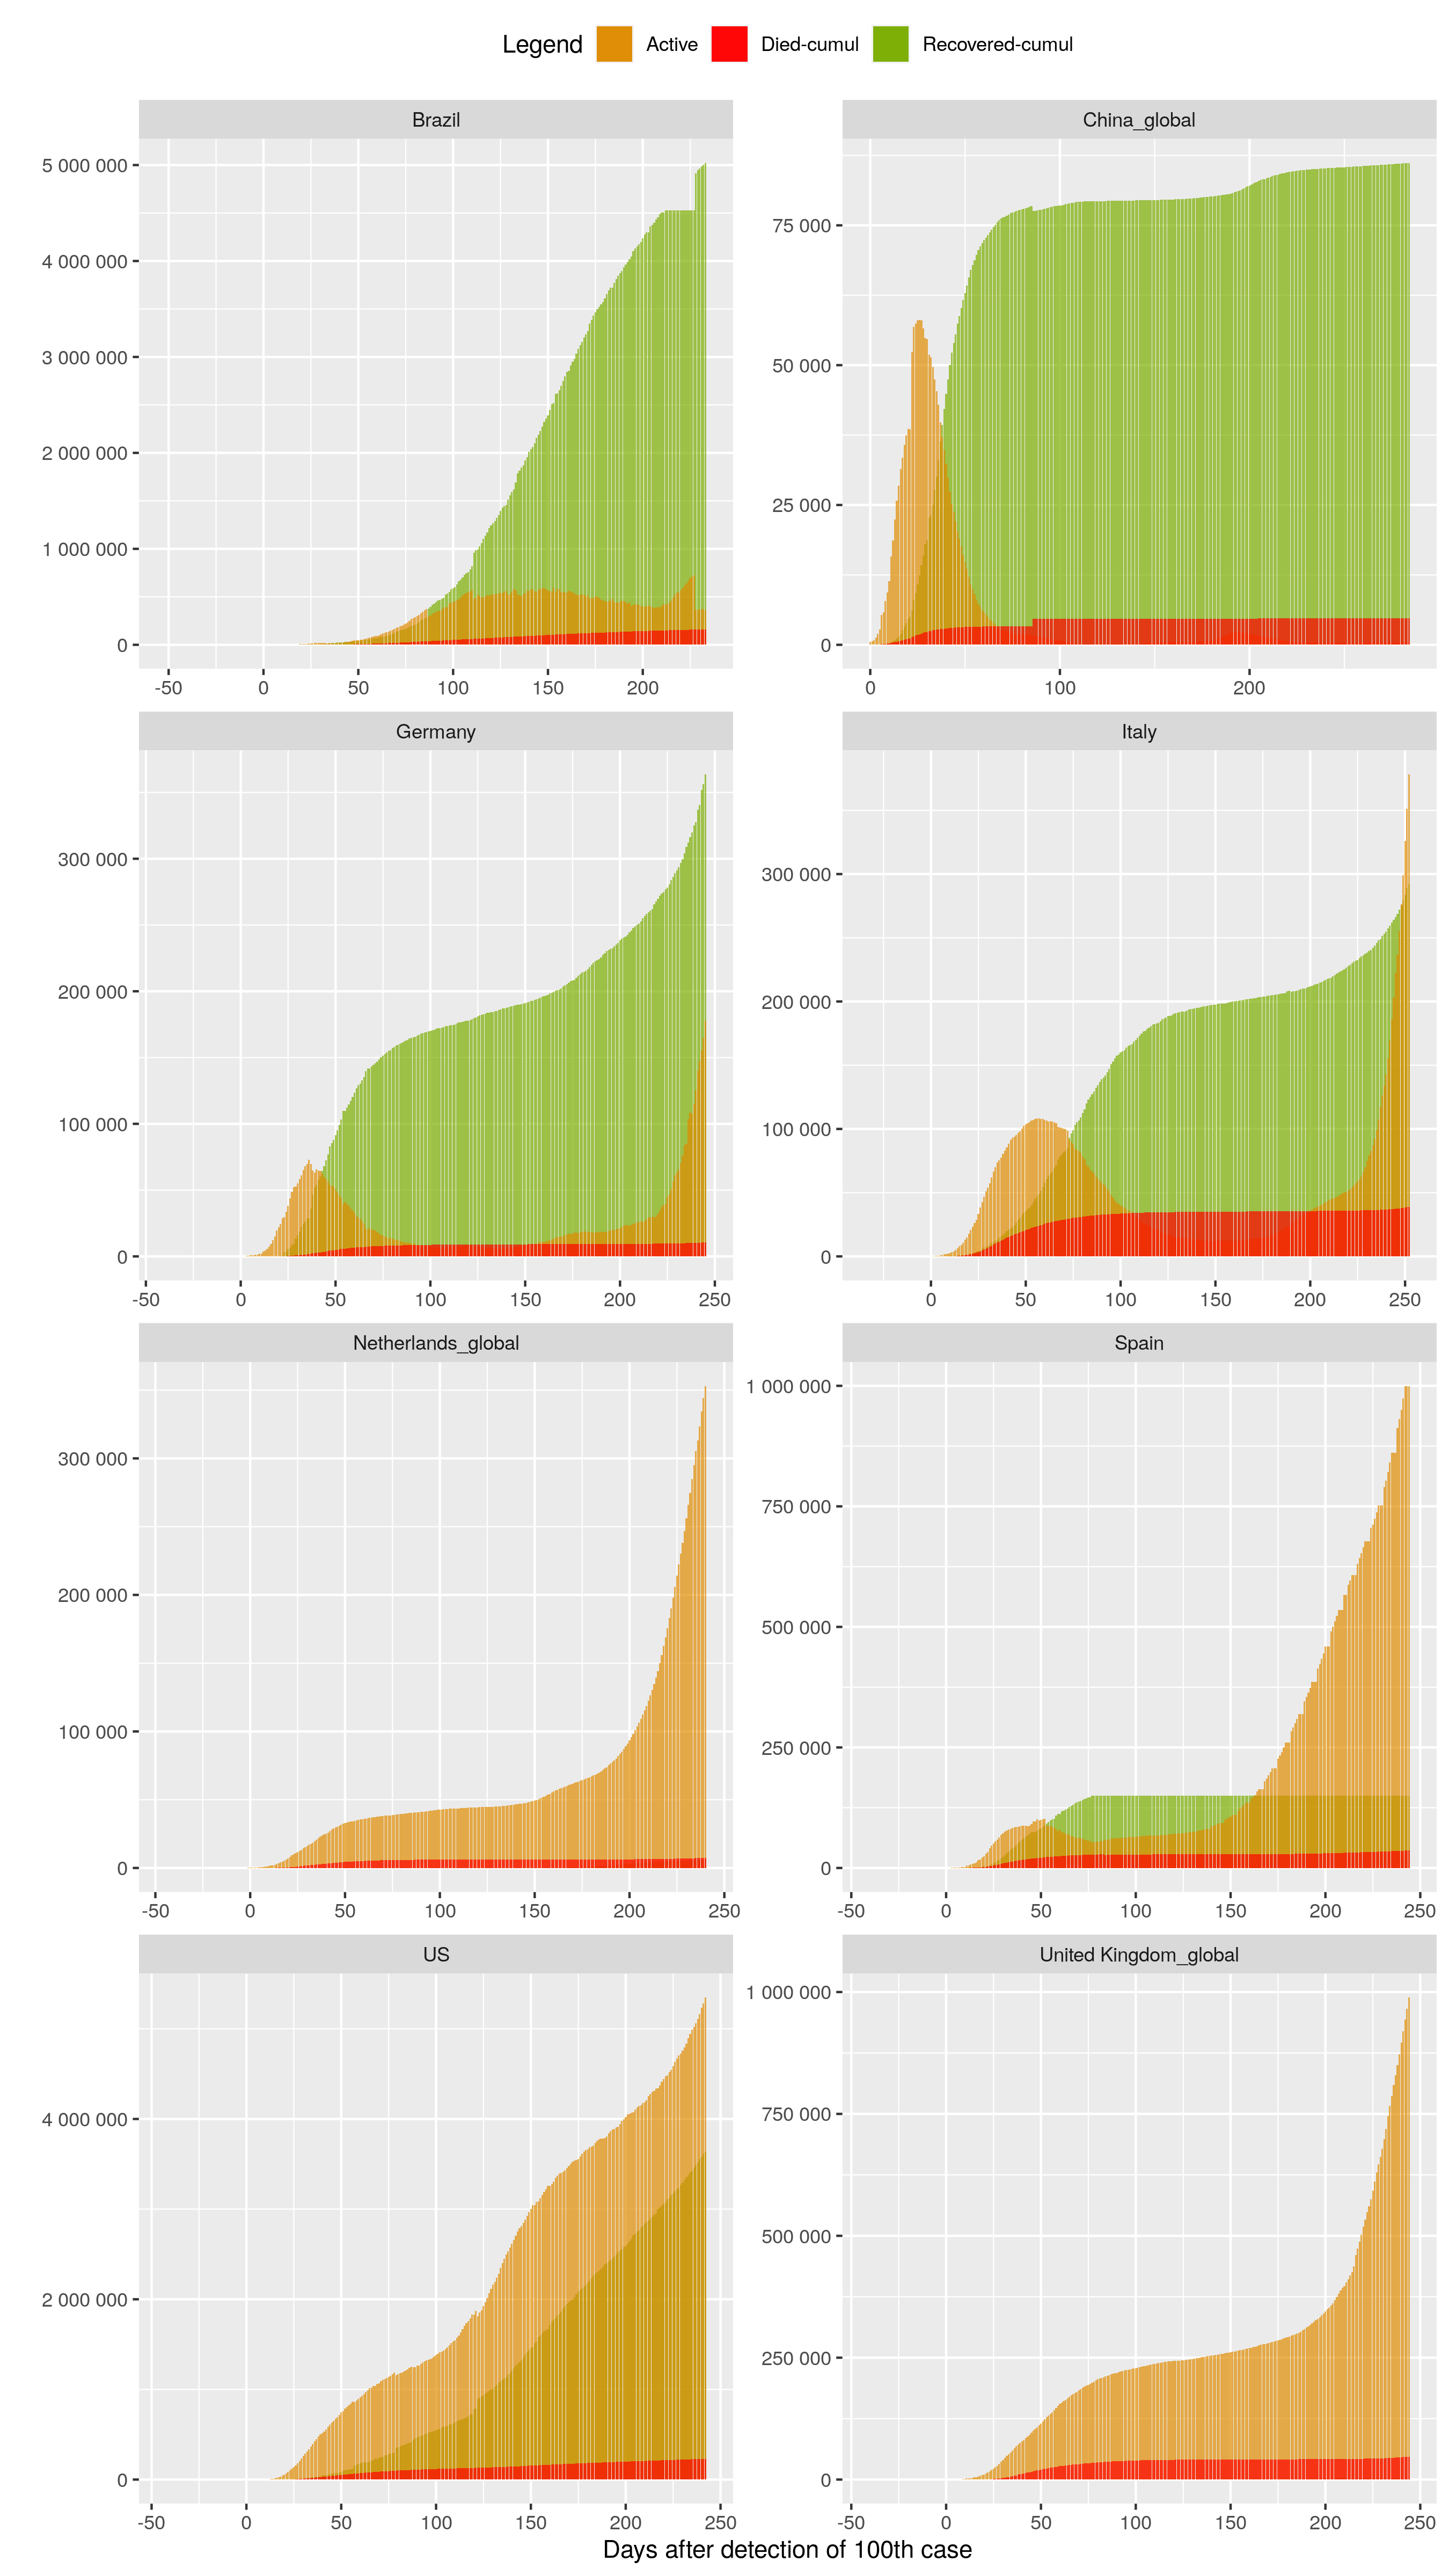 Legend Active Died-cumul Recovered-cumul
Brazil
5 000 000
4 000 000
3 000 000
2 000 000
1 000 000
0
-50 0 50 100 150 200
China_global
75 000
50 000
25 000
0
0 100 200
Germany
300 000
200 000
100 000
0
-50 0 50 100 150 200 250
Italy
300 000
200 000
100 000
0
0 50 100 150 200 250
Netherlands_global
300 000
200 000
100 000
0
-50 0 50 100 150 200 250
Spain
1 000 000
750 000
500 000
250 000
0
-50 0 50 100 150 200 250
US
4 000 000
2 000 000
0
-50 0 50 100 150 200 250
United Kingdom_global
1 000 000
750 000
500 000
250 000
0
-50 0 50 100 150 200 250
Days after detection of 100th case